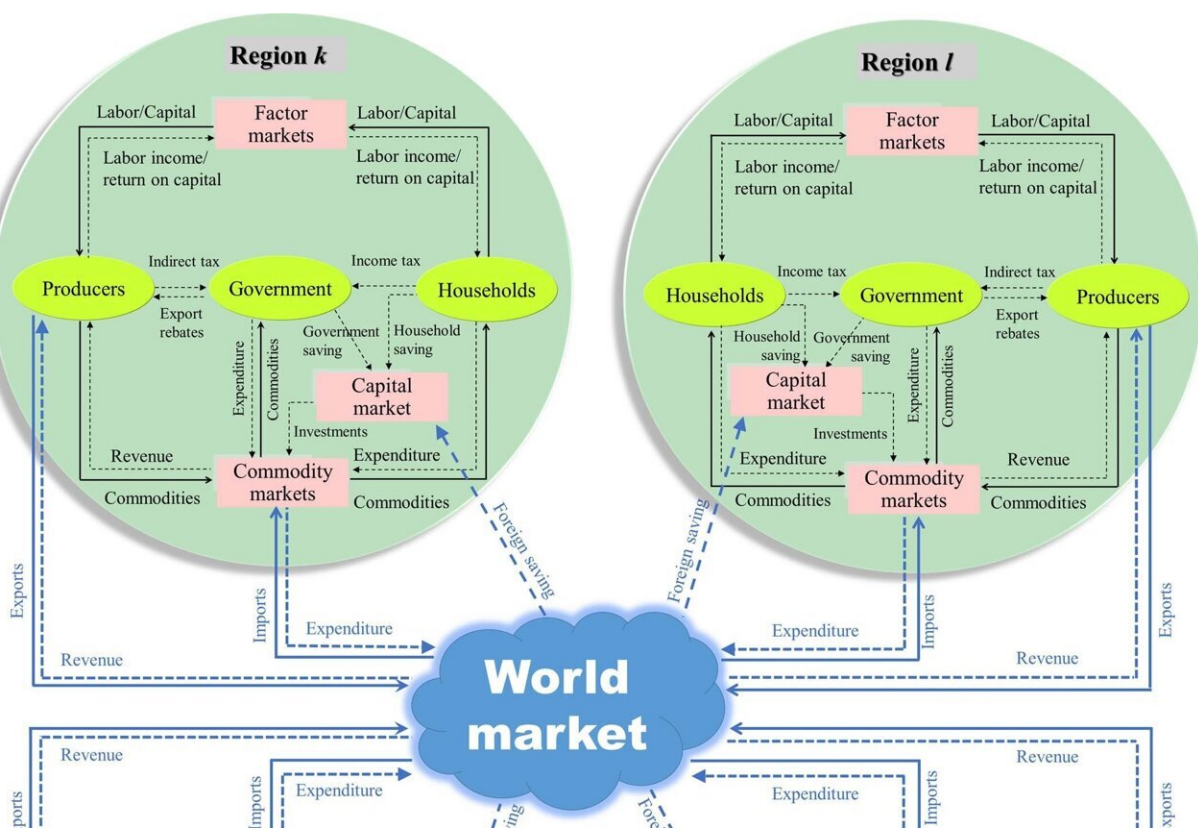 Region k
Labor/Capital
Factor
markets
Labor/Capital
Labor income/
return on capital
Labor income/
return on capital
Producers
Indirect tax
Export
rebates
Government
Income tax
Households
Government
saving
Household
saving
Expenditure
Commodities
Capital
market
Investments
Revenue
Expenditure
Commodity
markets
Commodities
Commodities
Region l
Labor/Capital
Factor
markets
Labor/Capital
Labor income/
return on capital
Labor income/
return on capital
Households
Income tax
Government
Indirect tax
Export
rebates
Producers
Household
saving
Government
saving
Expenditure
Commodities
Capital
market
Investments
Expenditure
Revenue
Commodity
markets
Commodities
Commodities
Foreign saving
Foreign saving
Exports
Imports
Expenditure
Revenue
Expenditure
Imports
Revenue
Exports
World
market
Revenue
Imports
Expenditure
Revenue
Expenditure
Imports